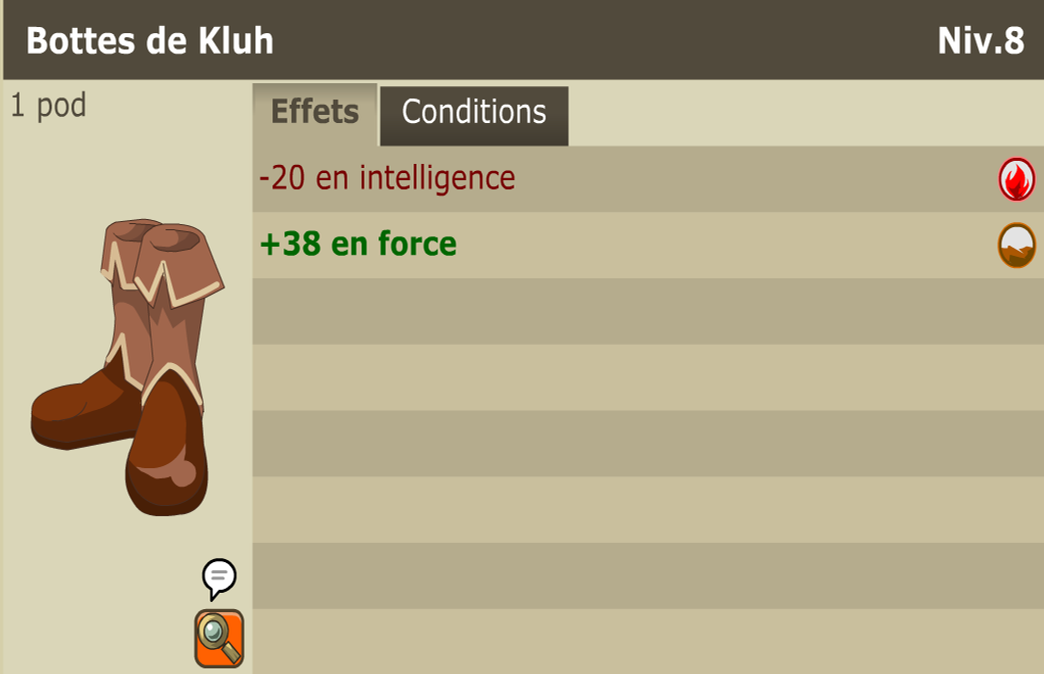 Bottes de Kluh
Niv.8
1 pod
Effets
Conditions
-20 en intelligence
+38 en force